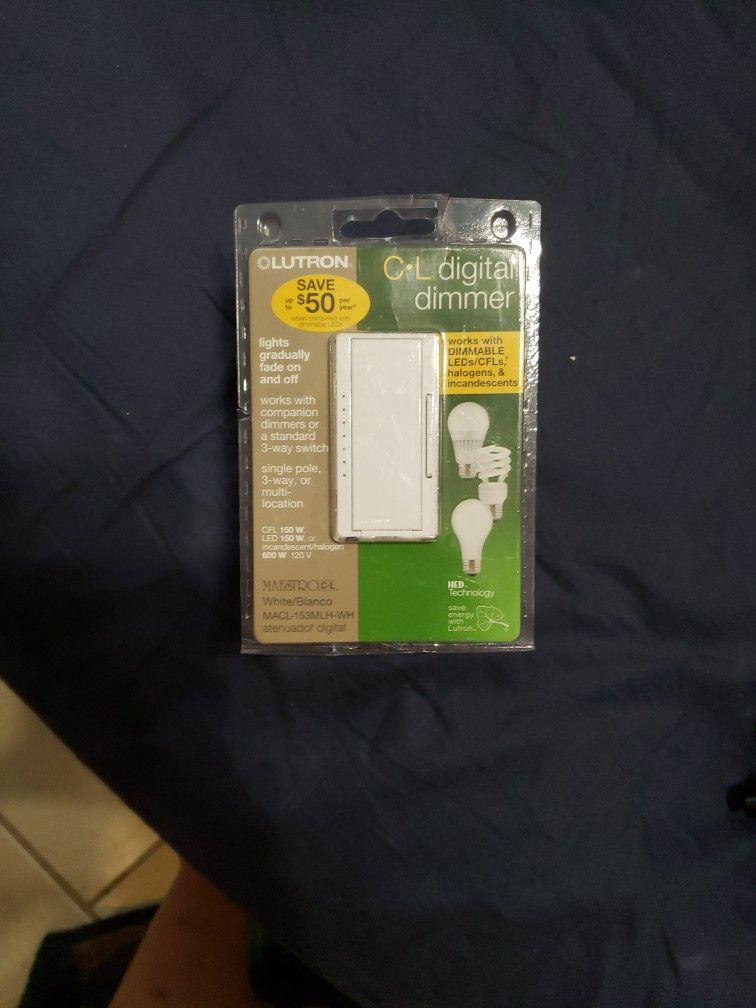 LUTRON
SAVE
up to $50 per year*
when combined with
dimmable LEDs
lights
gradually
fade on
and off
works with
companion
dimmers or
a standard
3-way switch
single pole,
3-way, or
multi-
location
CFL 150 W,
LED 150 W, or
incandescent/halogen
600 W 120 V
MAESTRO C•L
White/Blanco
MACL-153MLH-WH
atenuador digital
C•L digital
dimmer
works with
DIMMABLE
LEDs/CFLs,†
halogens, &
incandescents
HED™
Technology
save
energy
with
Lutron™